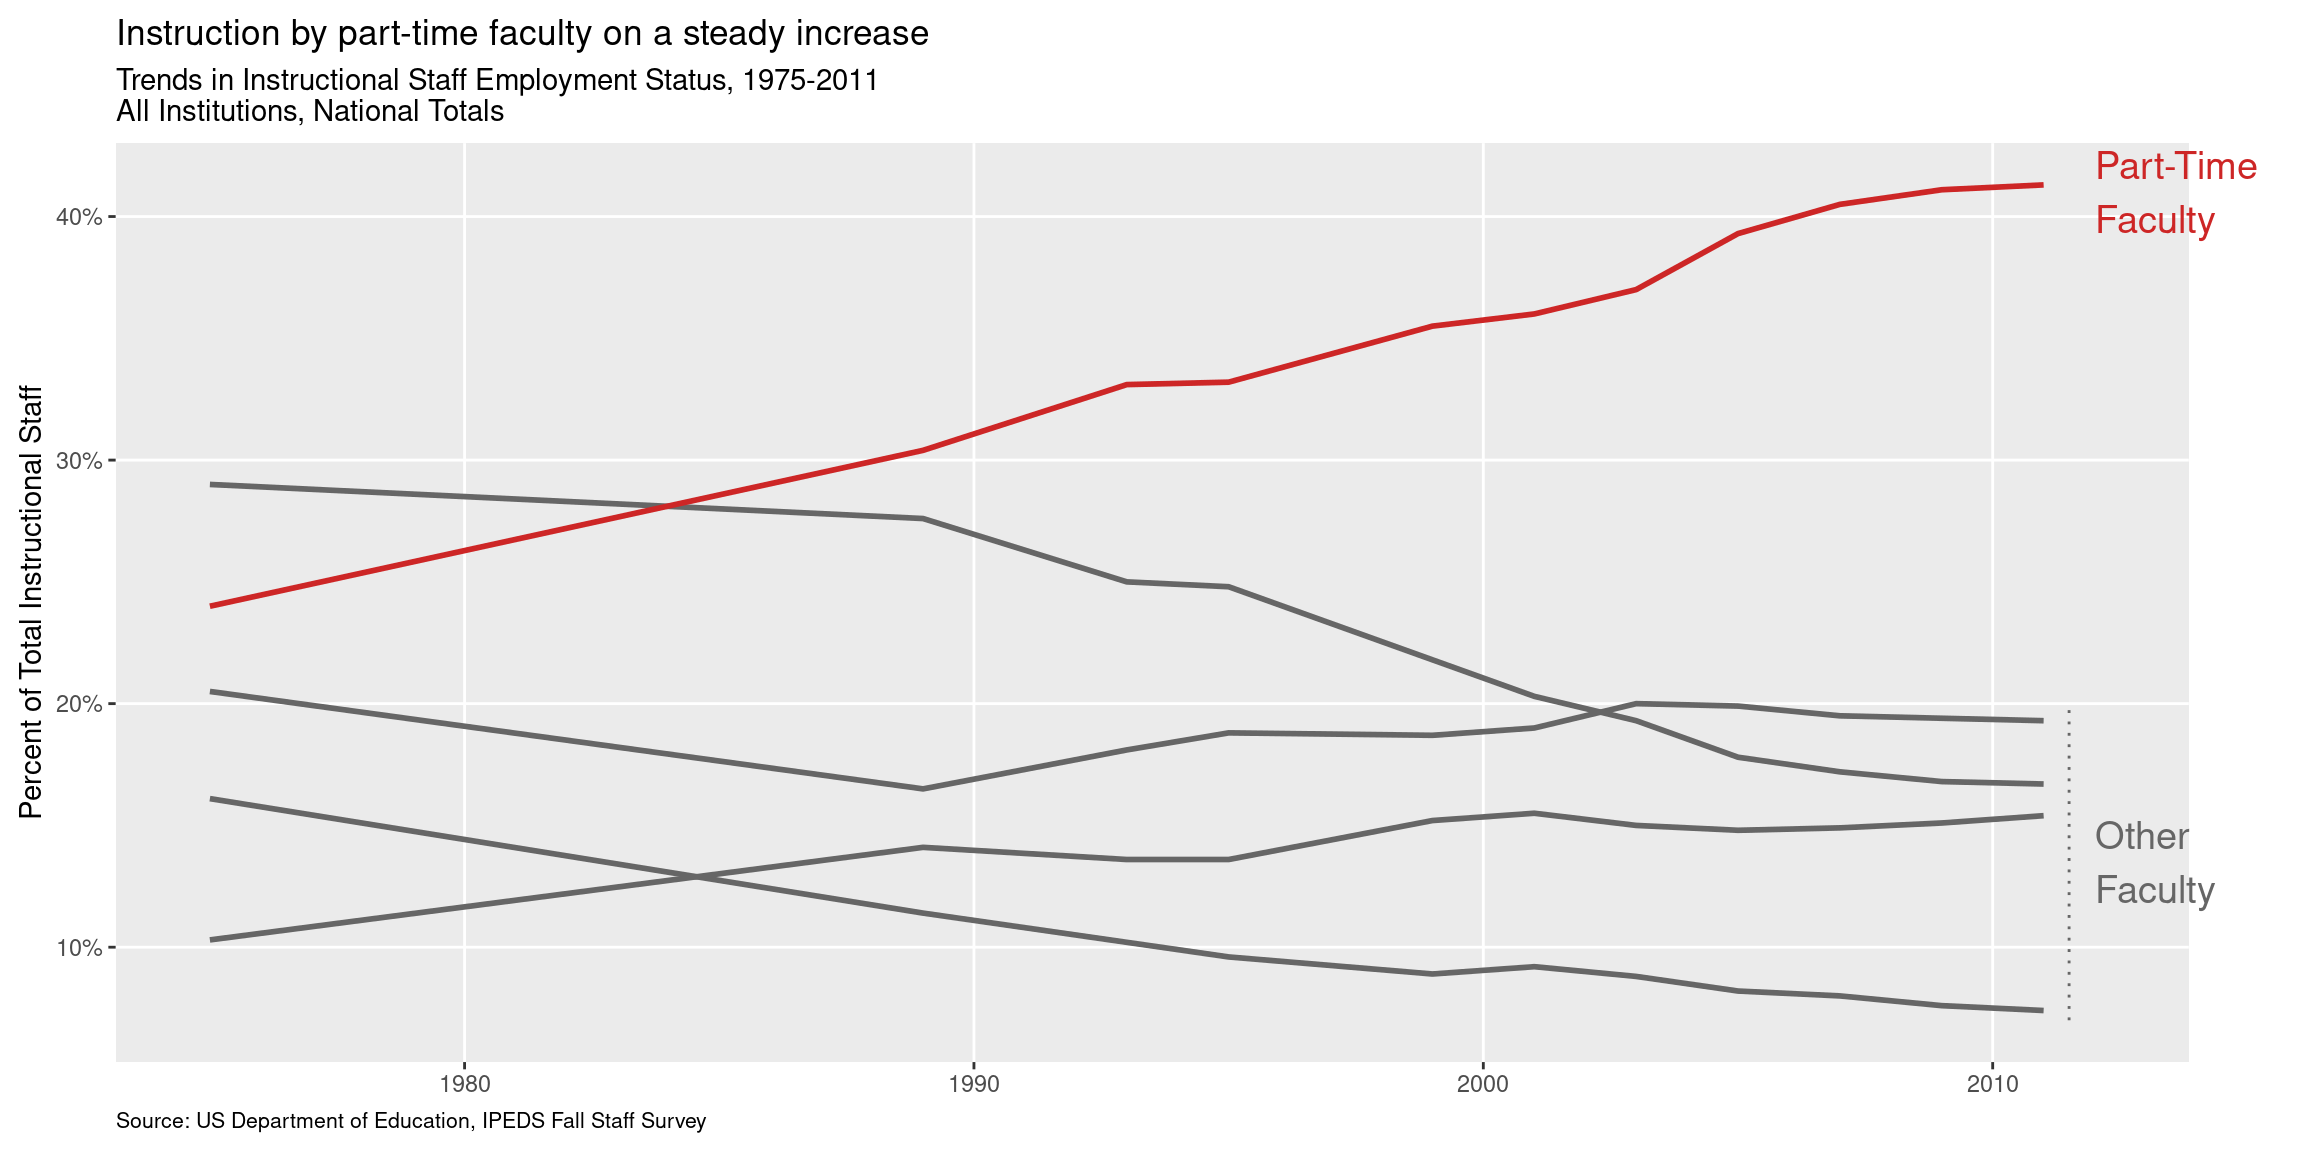 Instruction by part-time faculty on a steady increase
Trends in Instructional Staff Employment Status, 1975-2011
All Institutions, National Totals
Percent of Total Instructional Staff
40%
30%
20%
10%
Part-Time
Faculty
Other
Faculty
1980
1990
2000
2010
Source: US Department of Education, IPEDS Fall Staff Survey